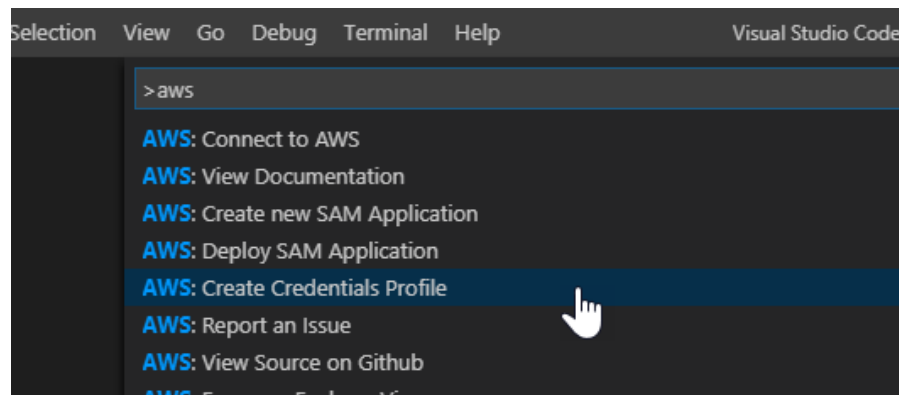 Selection View Go Debug Terminal Help Visual Studio Code
>aws
AWS: Connect to AWS
AWS: View Documentation
AWS: Create new SAM Application
AWS: Deploy SAM Application
AWS: Create Credentials Profile
AWS: Report an Issue
AWS: View Source on Github